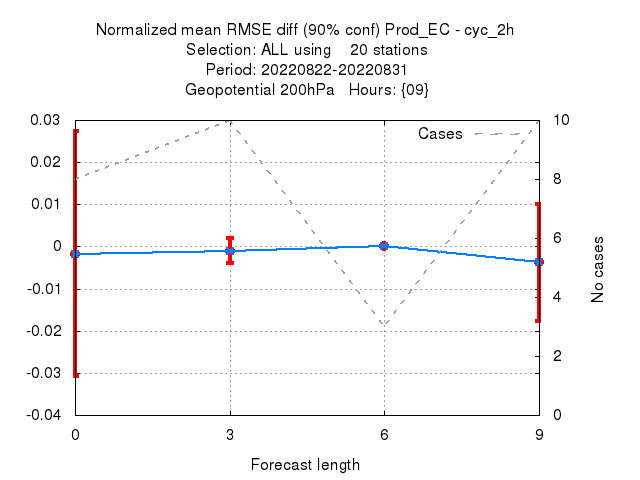 Normalized mean RMSE diff (90% conf) Prod_EC - cyc_2h
Selection: ALL using    20 stations
Period: 20220822-20220831
Geopotential 200hPa   Hours: {09}
Cases
0.03
0.02
0.01
0
-0.01
-0.02
-0.03
-0.04
10
8
6
4
2
0
No cases
0 3 6 9
Forecast length